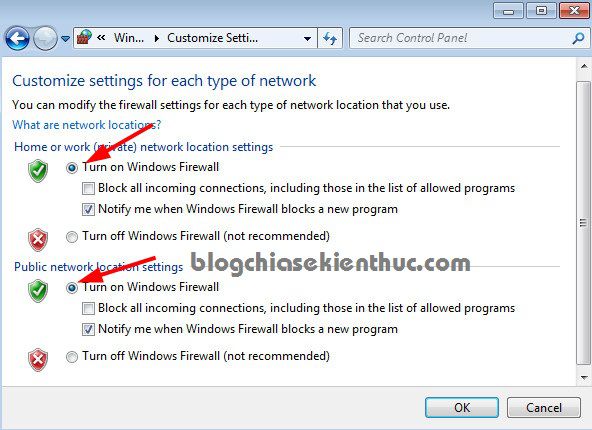 « Win... ▸ Customize Setti...
Search Control Panel
Customize settings for each type of network
You can modify the firewall settings for each type of network location that you use.
What are network locations?
Home or work (private) network location settings
Turn on Windows Firewall
Block all incoming connections, including those in the list of allowed programs
Notify me when Windows Firewall blocks a new program
Turn off Windows Firewall (not recommended)
blogchiasekienthuc.com
Public network location settings
Turn on Windows Firewall
Block all incoming connections, including those in the list of allowed programs
Notify me when Windows Firewall blocks a new program
Turn off Windows Firewall (not recommended)
OK
Cancel